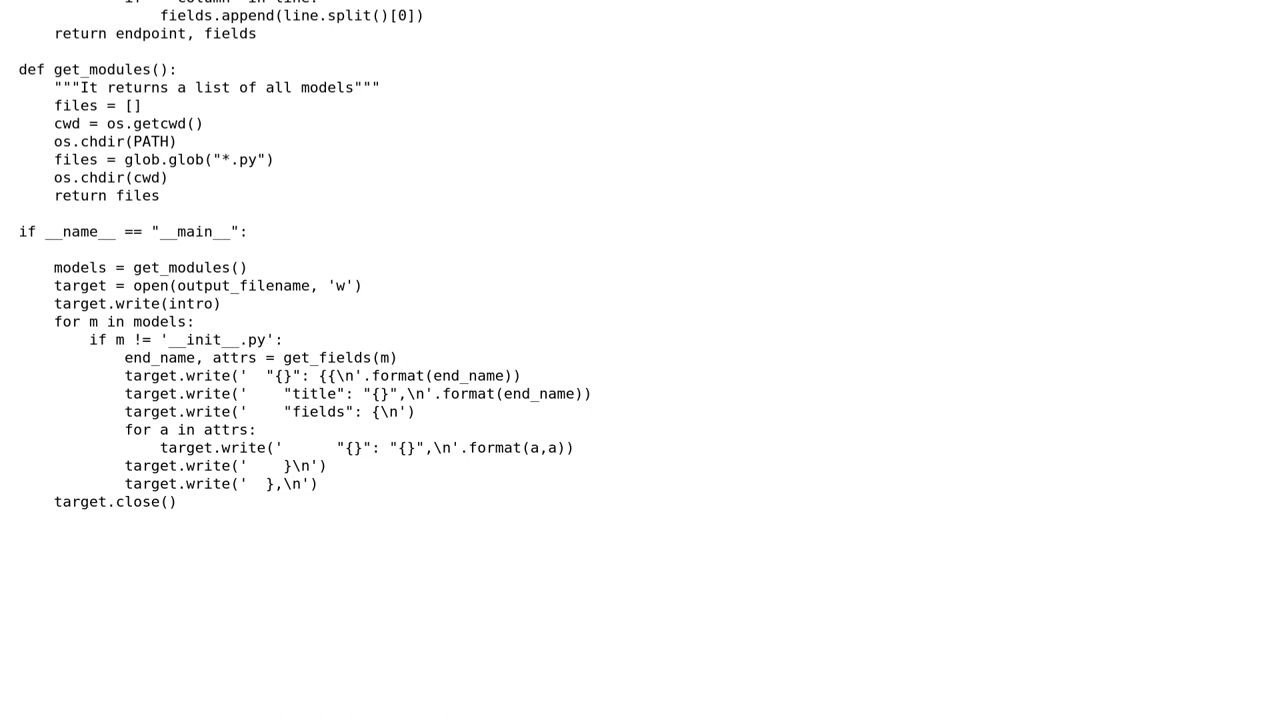 fields.append(line.split()[0])
    return endpoint, fields

def get_modules():
    """It returns a list of all models"""
    files = []
    cwd = os.getcwd()
    os.chdir(PATH)
    files = glob.glob("*.py")
    os.chdir(cwd)
    return files

if __name__ == "__main__":

    models = get_modules()
    target = open(output_filename, 'w')
    target.write(intro)
    for m in models:
        if m != '__init__.py':
            end_name, attrs = get_fields(m)
            target.write('  "{}": {{\n'.format(end_name))
            target.write('    "title": "{}",\n'.format(end_name))
            target.write('    "fields": {\n')
            for a in attrs:
                target.write('      "{}": "{}",\n'.format(a,a))
            target.write('    }\n')
            target.write('  },\n')
    target.close()